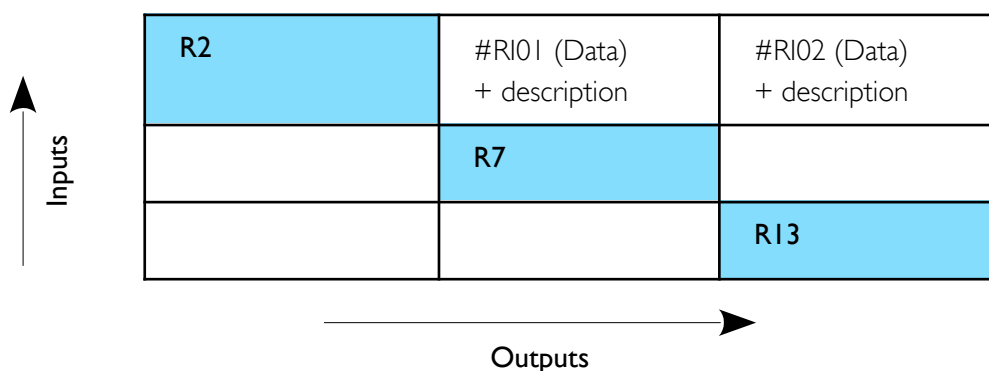 R2
#RI01 (Data)
+ description
#RI02 (Data)
+ description
Inputs
R7
R13
Outputs